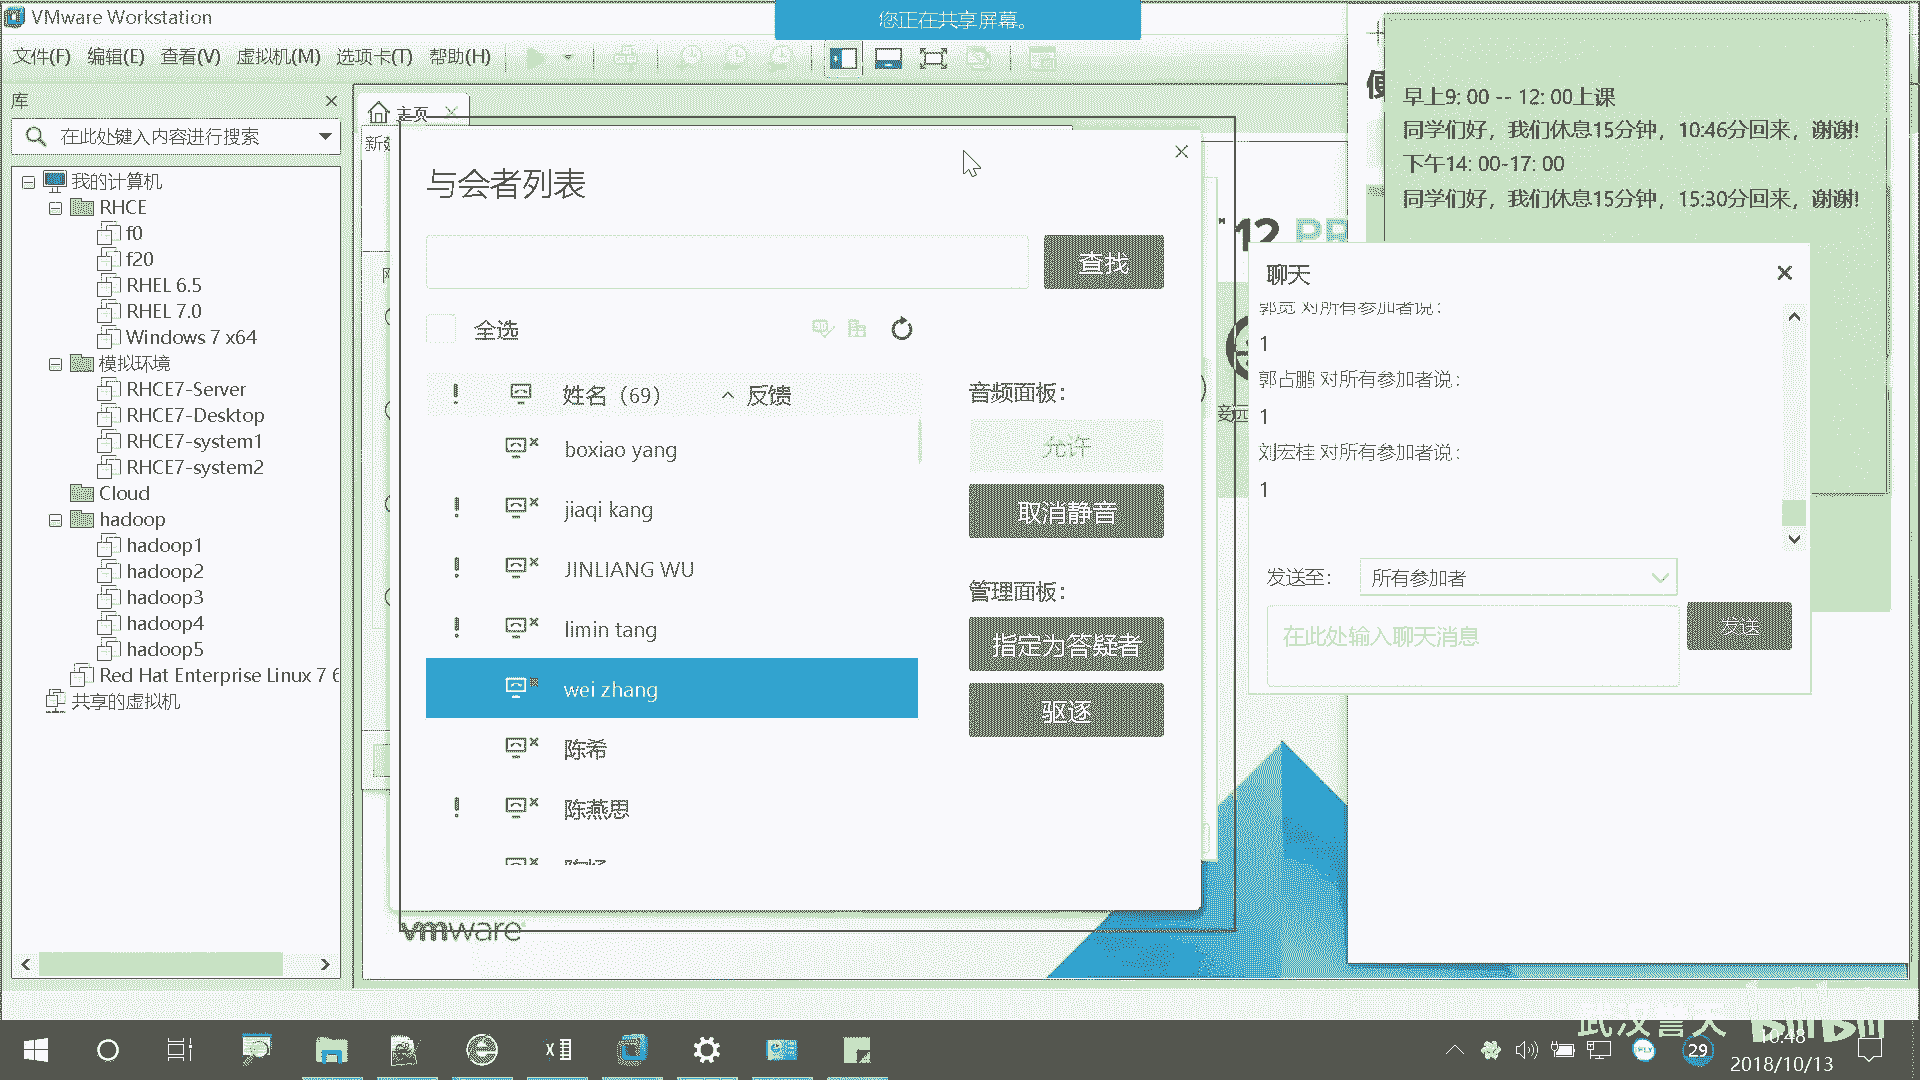 VMware Workstation
您正在共享屏幕。
文件(F) 编辑(E) 查看(V) 虚拟机(M) 选项卡(T) 帮助(H)
库
在此处键入内容进行搜索
我的计算机
RHCE
f0
f20
RHEL 6.5
RHEL 7.0
Windows 7 x64
模拟环境
RHCE7-Server
RHCE7-Desktop
RHCE7-system1
RHCE7-system2
Cloud
hadoop
hadoop1
hadoop2
hadoop3
hadoop4
hadoop5
Red Hat Enterprise Linux 7 6
共享的虚拟机
主页
与会者列表
查找
全选
姓名（69） 反馈
boxiao yang
jiaqi kang
JINLIANG WU
limin tang
wei zhang
陈希
陈燕思
音频面板：
允许
取消静音
管理面板：
指定为答疑者
驱逐
12 PR
vmware
早上9: 00 -- 12: 00上课
同学们好，我们休息15分钟，10:46分回来，谢谢!
下午14: 00-17: 00
同学们好，我们休息15分钟，15:30分回来，谢谢!
聊天
对所有参加者说：
1
郭占鹏 对所有参加者说：
1
刘宏桂 对所有参加者说：
1
发送至： 所有参加者
在此处输入聊天消息
发送
武汉誉天 bilibili
29
10:48
2018/10/13